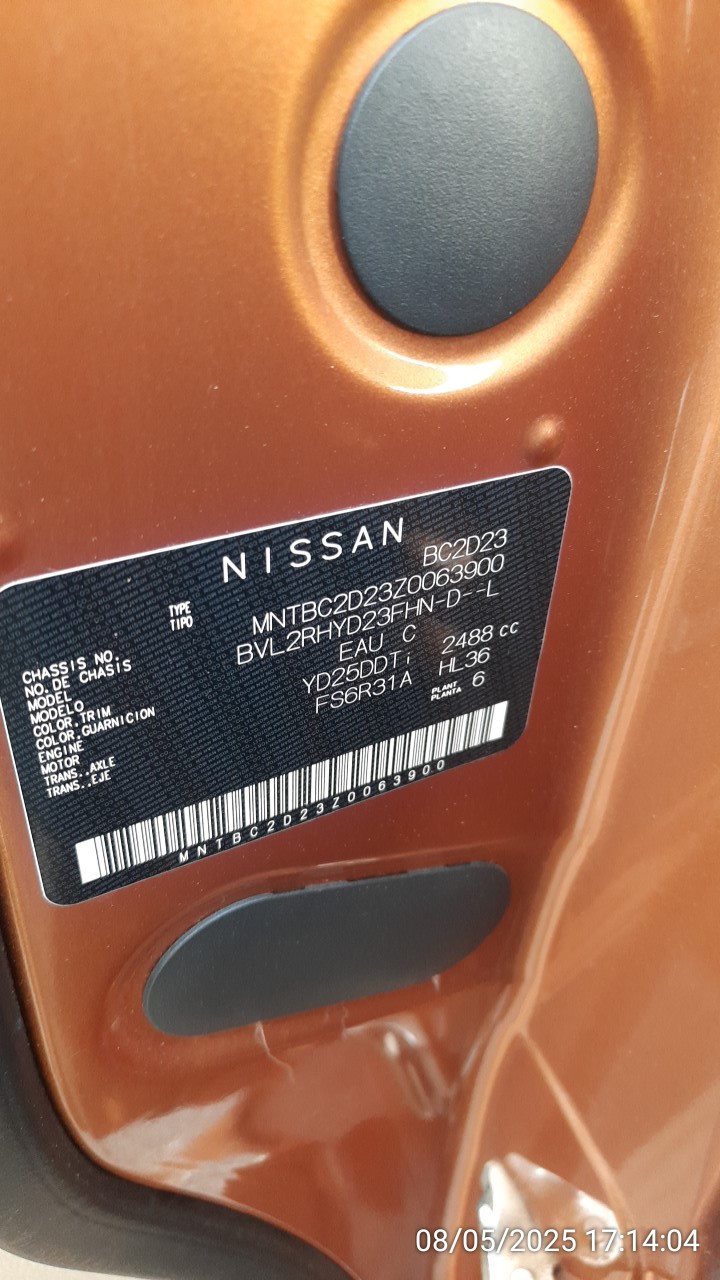 NISSAN
TYPE
TIPO
BC2D23
CHASSIS NO.
NO. DE CHASIS
MNTBC2D23Z0063900
MODEL
MODELO
BVL2RHYD23FHN-D--L
COLOR,TRIM
COLOR,GUARNICION
EAU C
ENGINE
MOTOR
YD25DDTi 2488 cc
TRANS.,AXLE
TRANS.,EJE
FS6R31A HL36
PLANT
PLANTA
6
MNTBC2D23Z0063900
08/05/2025 17:14:04